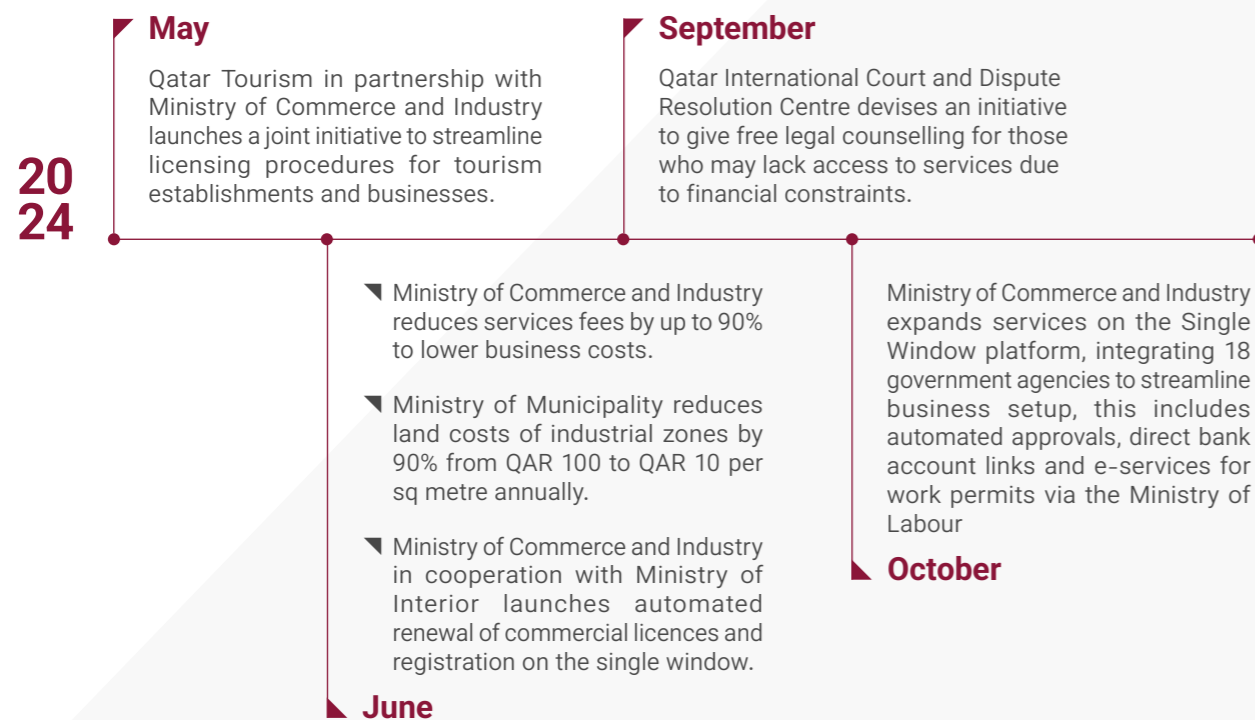 20
24
May
Qatar Tourism in partnership with
Ministry of Commerce and Industry
launches a joint initiative to streamline
licensing procedures for tourism
establishments and businesses.
September
Qatar International Court and Dispute
Resolution Centre devises an initiative
to give free legal counselling for those
who may lack access to services due
to financial constraints.
Ministry of Commerce and Industry
reduces services fees by up to 90%
to lower business costs.
Ministry of Municipality reduces
land costs of industrial zones by
90% from QAR 100 to QAR 10 per
sq metre annually.
Ministry of Commerce and Industry
in cooperation with Ministry of
Interior launches automated
renewal of commercial licences and
registration on the single window.
June
Ministry of Commerce and Industry
expands services on the Single
Window platform, integrating 18
government agencies to streamline
business setup, this includes
automated approvals, direct bank
account links and e-services for
work permits via the Ministry of
Labour
October